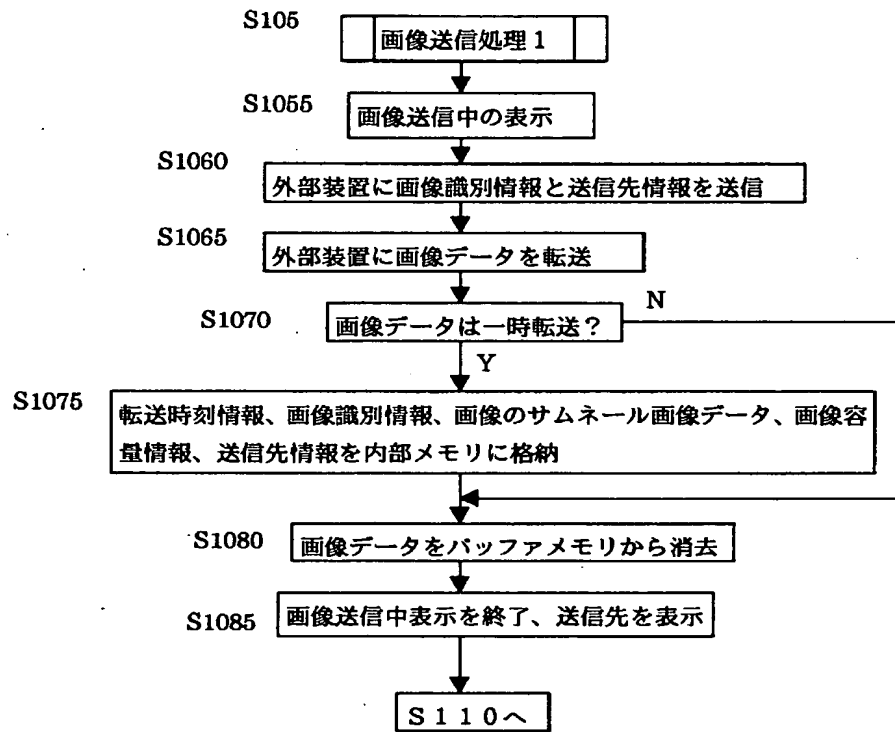 S105
画像送信処理１
S1055
画像送信中の表示
S1060
外部装置に画像識別情報と送信先情報を送信
S1065
外部装置に画像データを転送
S1070
画像データは一時転送？
N
Y
S1075
転送時刻情報、画像識別情報、画像のサムネール画像データ、画像容
量情報、送信先情報を内部メモリに格納
S1080
画像データをバッファメモリから消去
S1085
画像送信中表示を終了、送信先を表示
Ｓ１１０へ